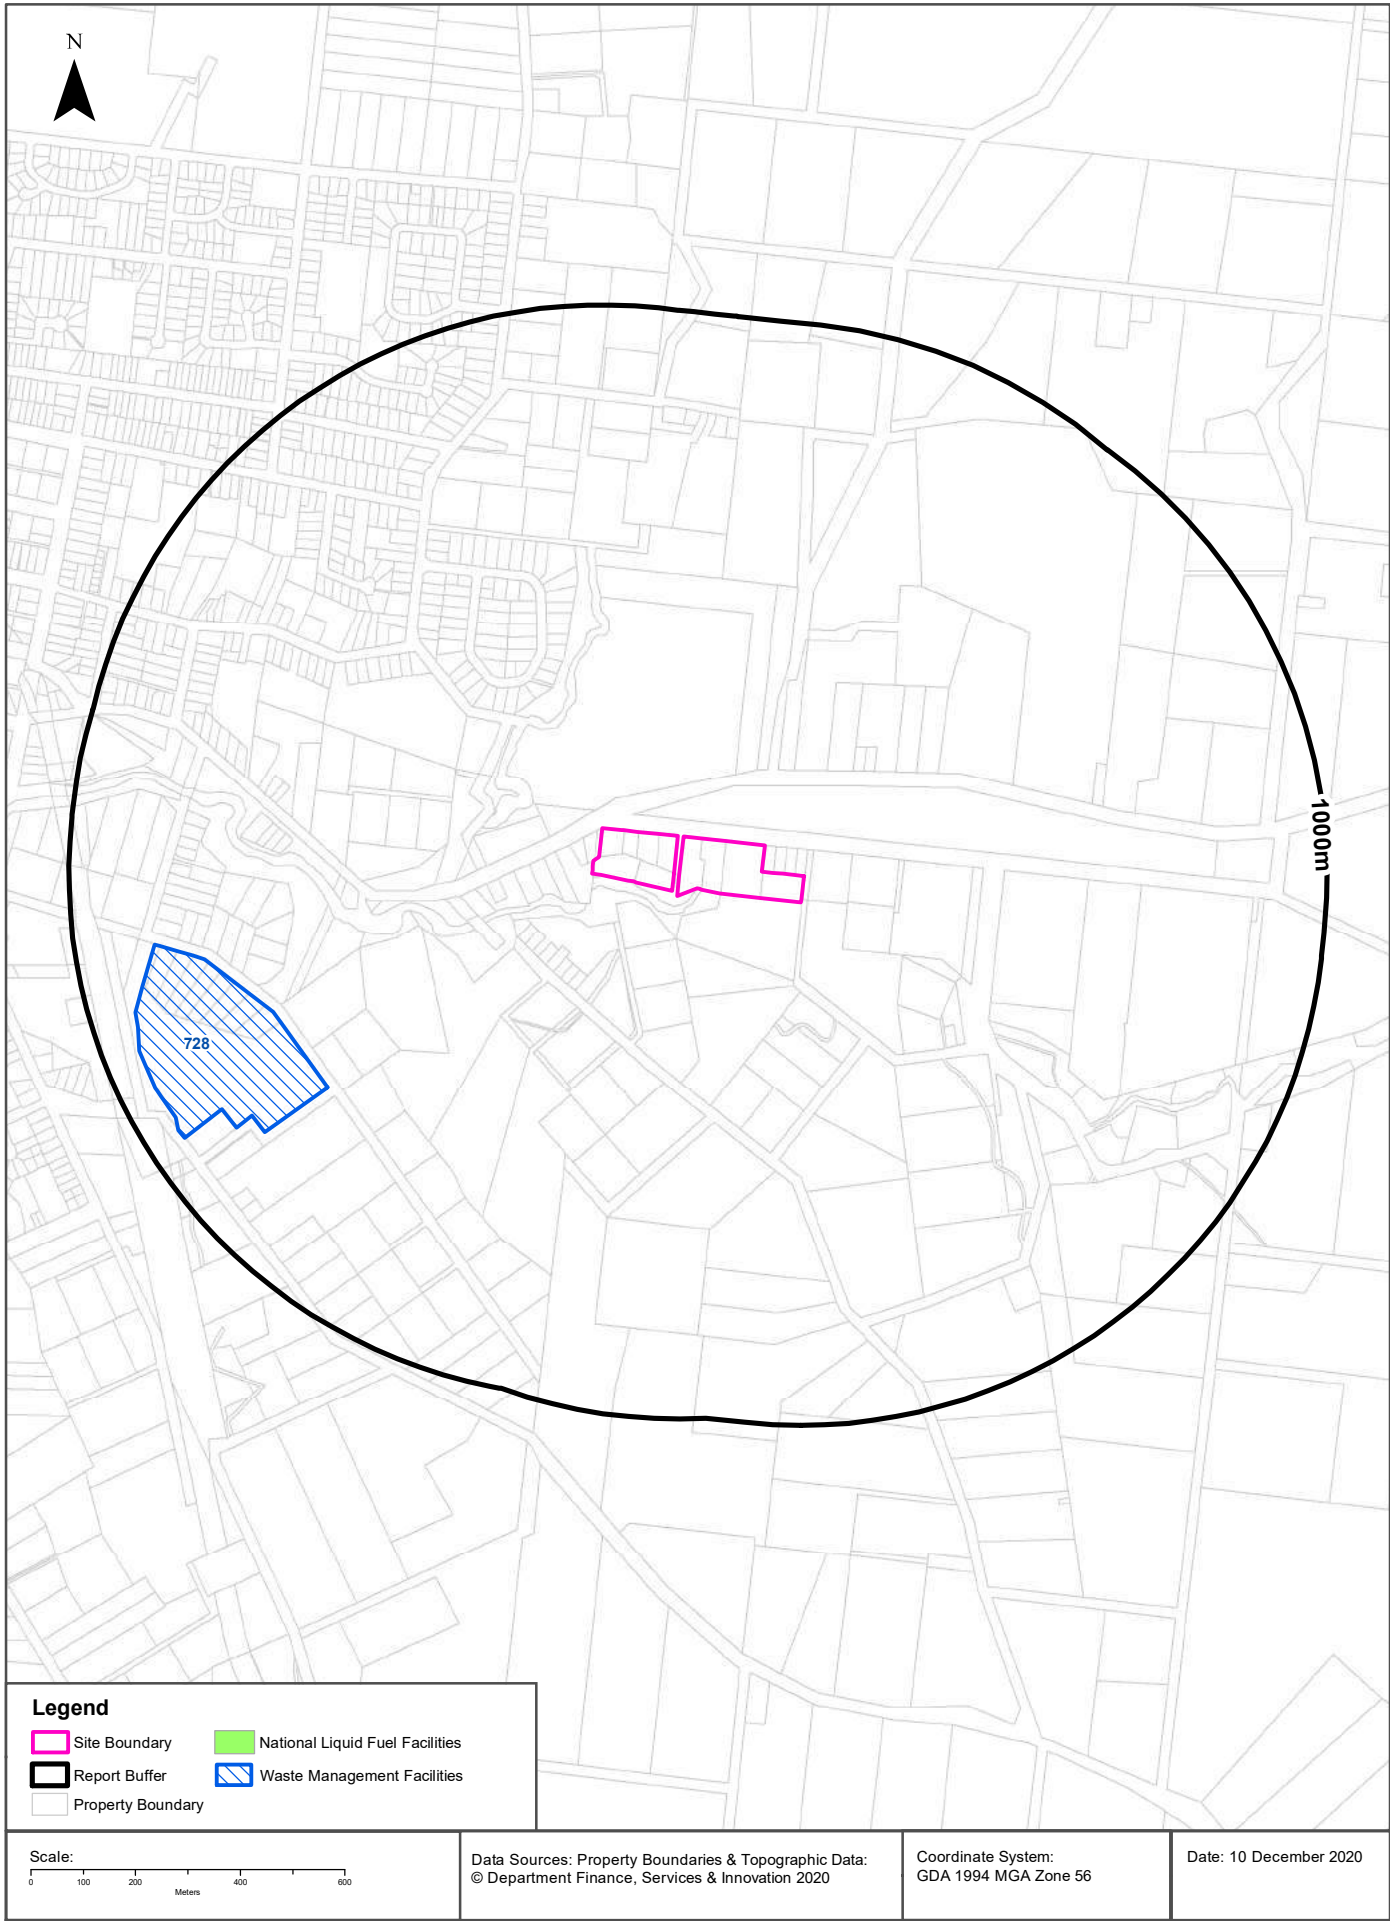 N
1000m
728
Legend
Site Boundary
National Liquid Fuel Facilities
Report Buffer
Waste Management Facilities
Property Boundary
Scale:
0 100 200 400 600
Meters
Data Sources: Property Boundaries & Topographic Data:
© Department Finance, Services & Innovation 2020
Coordinate System:
GDA 1994 MGA Zone 56
Date: 10 December 2020